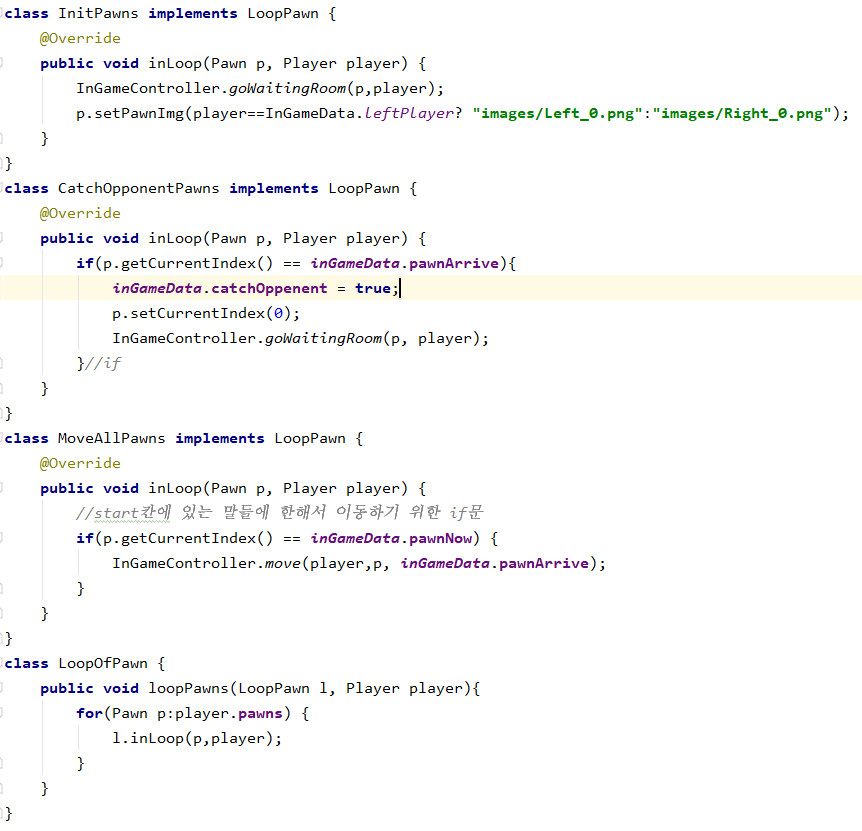 class InitPawns implements LoopPawn {
@Override
public void inLoop(Pawn p, Player player) {
InGameController.goWaitingRoom(p,player);
p.setPawnImg(player==InGameData.leftPlayer? "images/Left_0.png":"images/Right_0.png");
}
}
class CatchOpponentPawns implements LoopPawn {
@Override
public void inLoop(Pawn p, Player player) {
if(p.getCurrentIndex() == inGameData.pawnArrive){
inGameData.catchOppenent = true;
p.setCurrentIndex(0);
InGameController.goWaitingRoom(p, player);
}//if
}
}
class MoveAllPawns implements LoopPawn {
@Override
public void inLoop(Pawn p, Player player) {
//start칸에 있는 말들에 한해서 이동하기 위한 if문
if(p.getCurrentIndex() == inGameData.pawnNow) {
InGameController.move(player,p, inGameData.pawnArrive);
}
}
}
class LoopOfPawn {
public void loopPawns(LoopPawn l, Player player){
for(Pawn p:player.pawns) {
l.inLoop(p,player);
}
}
}